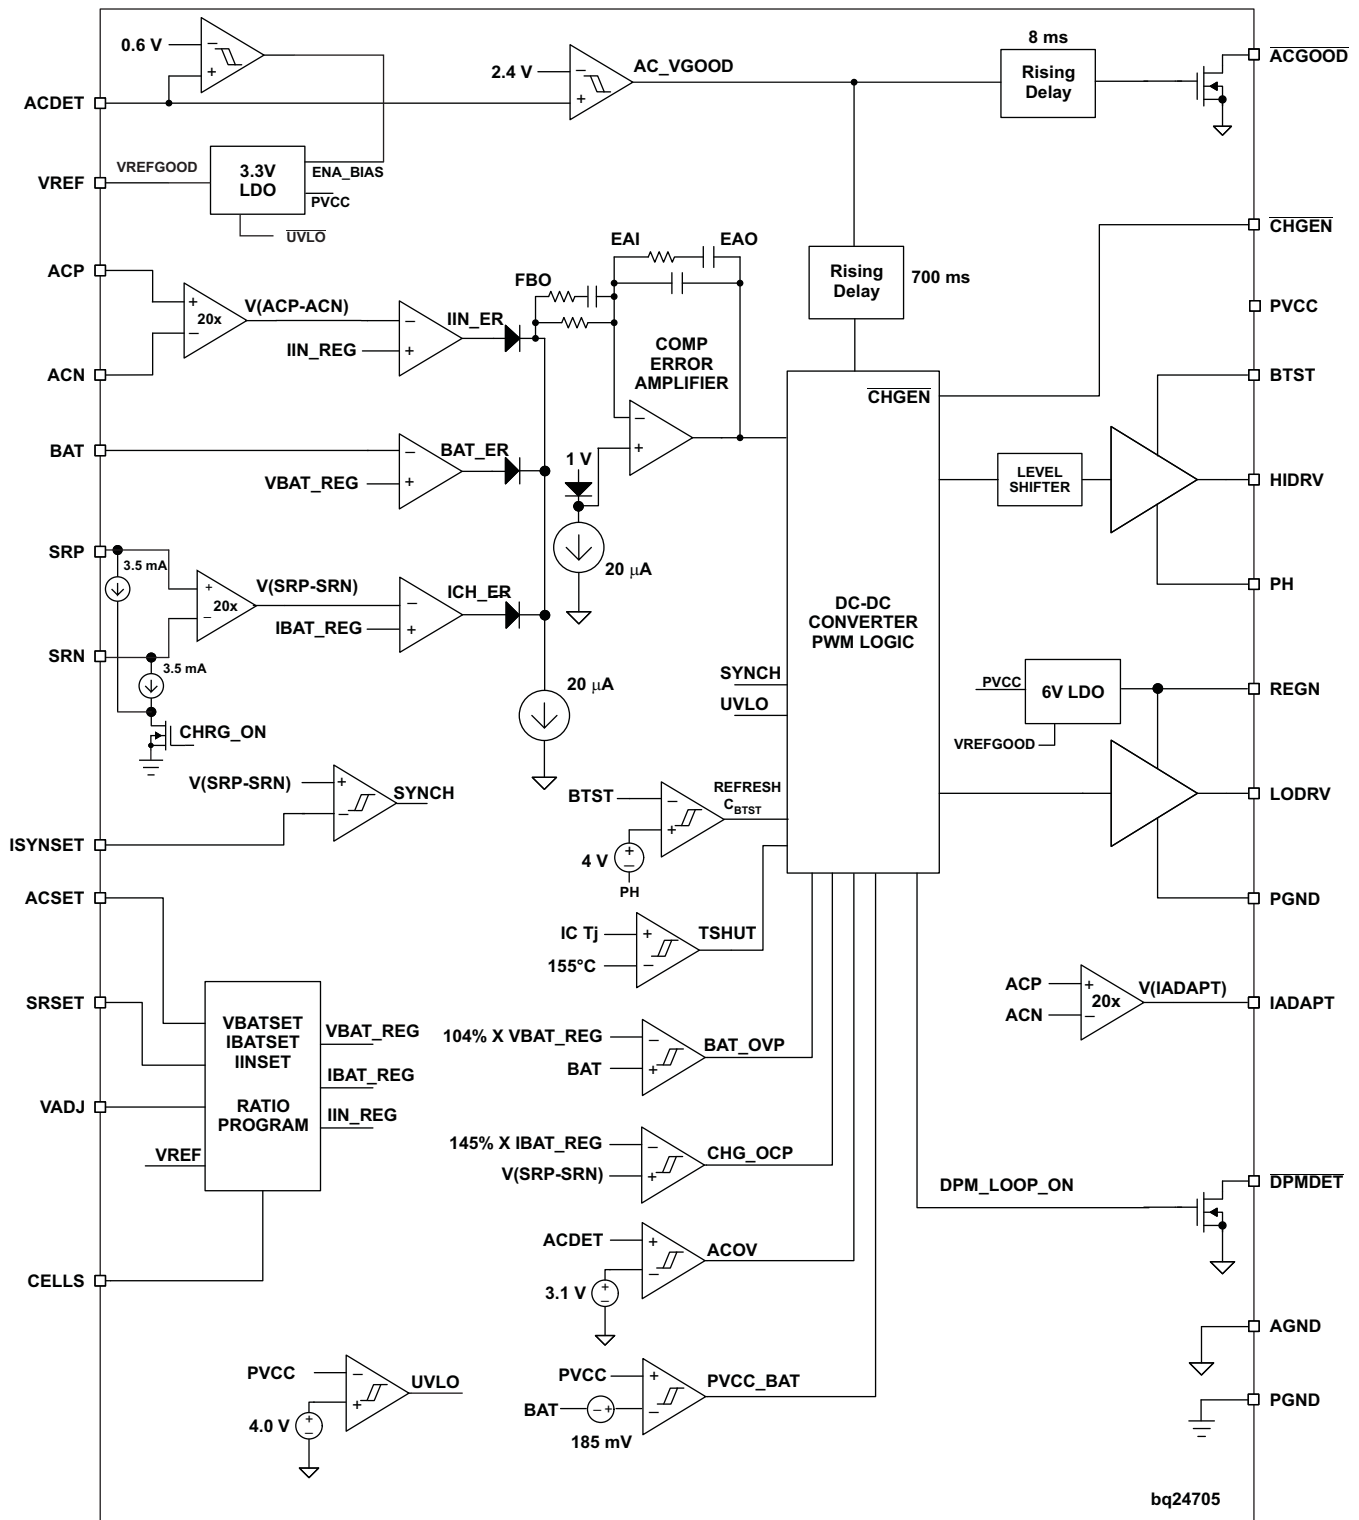 8 ms
0.6 V
−
+
2.4 V
−
+
AC_VGOOD
Rising
Delay
ACGOOD
ACDET
VREFGOOD
3.3V
LDO
ENA_BIAS
PVCC
VREF
UVLO
CHGEN
EAI
EAO
ACP
FBO
Rising
Delay
700 ms
+
20x
−
V(ACP-ACN)
IIN_REG
−
+
IIN_ER
PVCC
COMP
ERROR
AMPLIFIER
ACN
CHGEN
BTST
−
+
BAT
VBAT_REG
−
+
BAT_ER
1 V
LEVEL
SHIFTER
HIDRV
20 µA
SRP
3.5 mA
+
20x
−
V(SRP-SRN)
IBAT_REG
−
+
ICH_ER
PH
DC-DC
CONVERTER
PWM LOGIC
SRN
3.5 mA
20 µA
SYNCH
UVLO
PVCC
6V LDO
REGN
VREFGOOD
CHRG_ON
V(SRP-SRN)
+
−
SYNCH
BTST
−
+
REFRESH
CBTST
LODRV
ISYNSET
4 V
+
−
PH
ACSET
PGND
IC Tj
155°C
+
−
TSHUT
ACP
ACN
+
20x
−
V(IADAPT)
IADAPT
SRSET
VBATSET
IBATSET
IINSET
RATIO
PROGRAM
VBAT_REG
IBAT_REG
IIN_REG
104% X VBAT_REG
BAT
−
+
BAT_OVP
VADJ
VREF
145% X IBAT_REG
V(SRP-SRN)
−
+
CHG_OCP
DPM_LOOP_ON
DPMDET
ACDET
+
−
ACOV
3.1 V
+
−
CELLS
AGND
PVCC
−
+
UVLO
4.0 V
+
−
PVCC
BAT
− +
185 mV
+
−
PVCC_BAT
PGND
bq24705